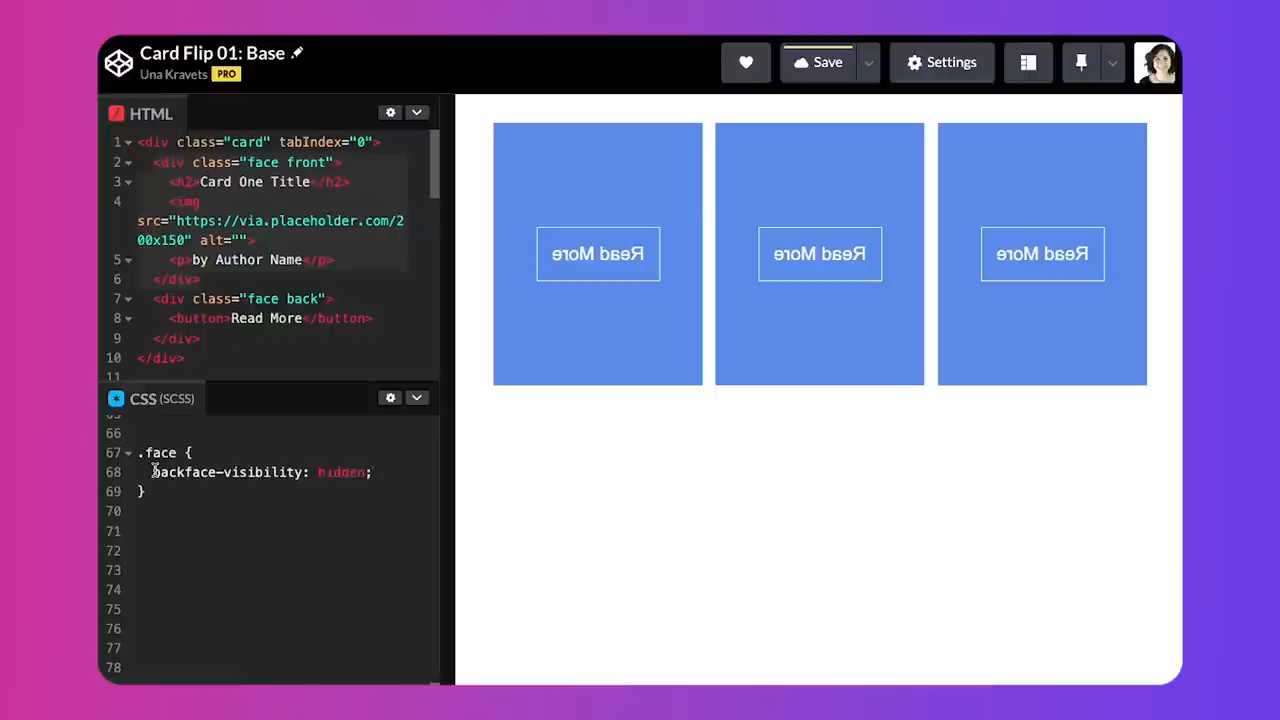 Card Flip 01: Base
Una Kravets PRO
Save
Settings
HTML
1 <div class="card" tabIndex="0">
2 <div class="face front">
3 <h2>Card One Title</h2>
4 <img
src="https://via.placeholder.com/2
00x150" alt="">
5 <p>by Author Name</p>
6 </div>
7 <div class="face back">
8 <button>Read More</button>
9 </div>
10 </div>
11
CSS (SCSS)
65
66
67 .face {
68 backface-visibility: hidden;
69 }
70
71
72
73
74
75
76
77
78
Read More
Read More
Read More